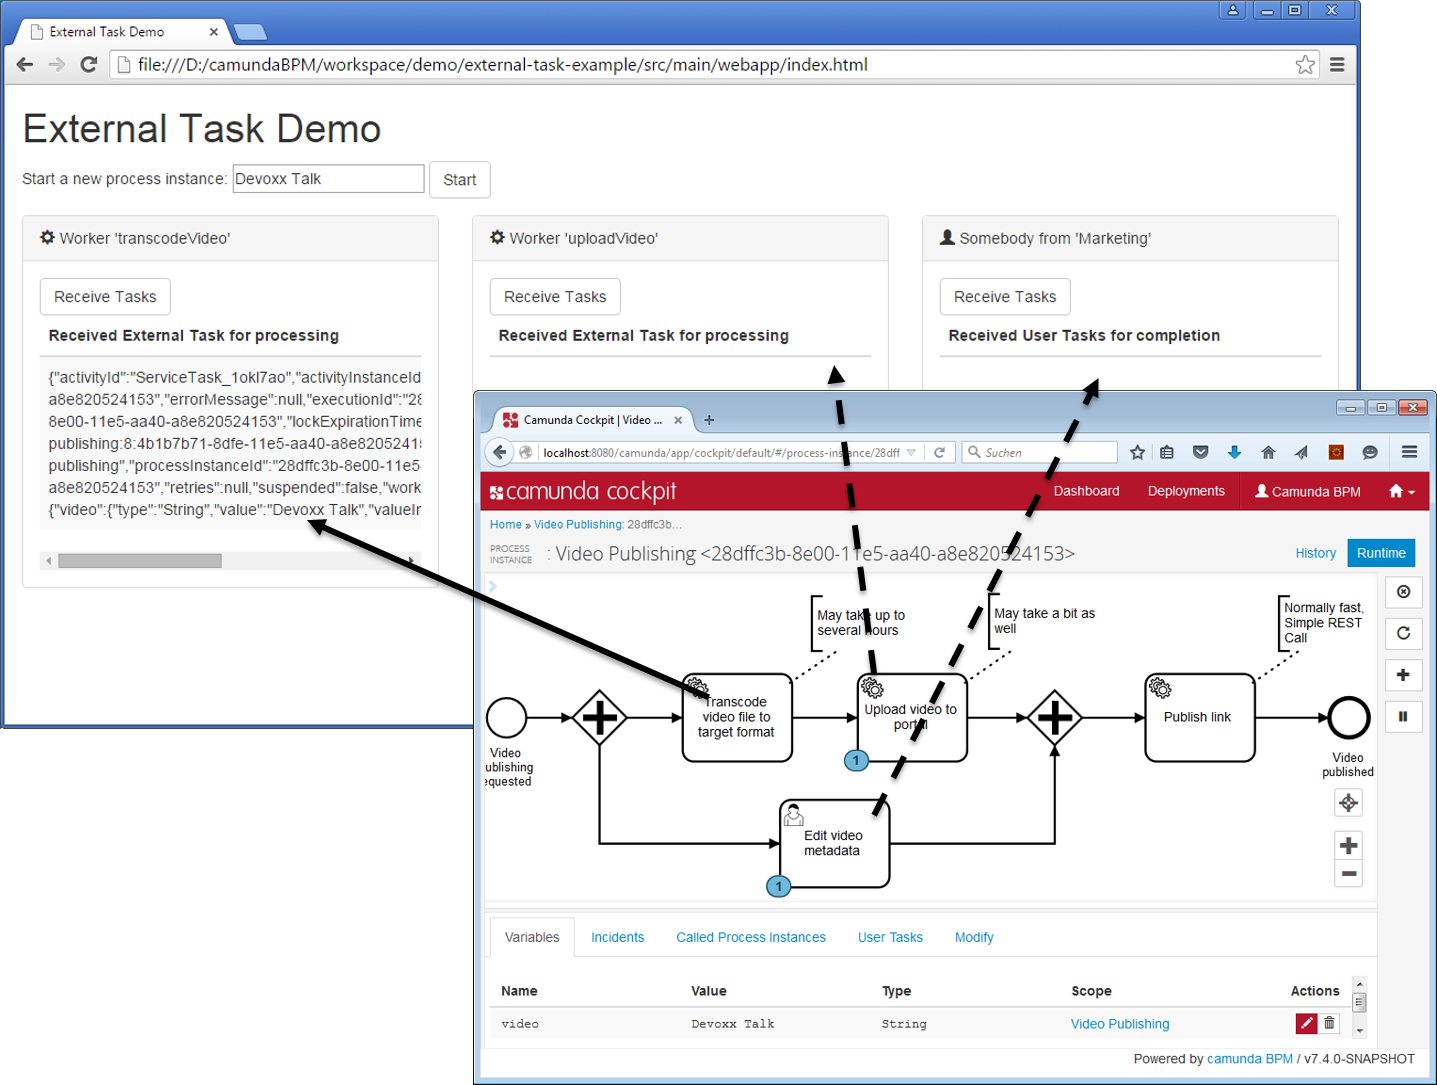 External Task Demo
file:///D:/camundaBPM/workspace/demo/external-task-example/src/main/webapp/index.html
External Task Demo
Start a new process instance: Devoxx Talk Start
Worker 'transcodeVideo'
Receive Tasks
Received External Task for processing
{"activityId":"ServiceTask_1okl7ao","activityInstanceId
a8e820524153","errorMessage":null,"executionId":"28
8e00-11e5-aa40-a8e820524153","lockExpirationTime
publishing:8:4b1b7b71-8dfe-11e5-aa40-a8e8205241
publishing","processInstanceId":"28dffc3b-8e00-11e5-
a8e820524153","retries":null,"suspended":false,"work
{"video":{"type":"String","value":"Devoxx Talk","valueIn
Worker 'uploadVideo'
Receive Tasks
Received External Task for processing
Somebody from 'Marketing'
Receive Tasks
Received User Tasks for completion
Camunda Cockpit | Video ...
localhost:8080/camunda/app/cockpit/default/#/process-instance/28dff
Suchen
camunda cockpit
Dashboard
Deployments
Camunda BPM
Home » Video Publishing: 28dffc3b...
PROCESS
INSTANCE
: Video Publishing <28dffc3b-8e00-11e5-aa40-a8e820524153>
History
Runtime
May take up to
several hours
May take a bit as
well
Normally fast,
Simple REST
Call
Video
ublishing
equested
Transcode
video file to
target format
Upload video to
portal
1
Publish link
Video
published
Edit video
metadata
1
Variables
Incidents
Called Process Instances
User Tasks
Modify
Name Value Type Scope Actions
video Devoxx Talk String Video Publishing
Powered by camunda BPM / v7.4.0-SNAPSHOT